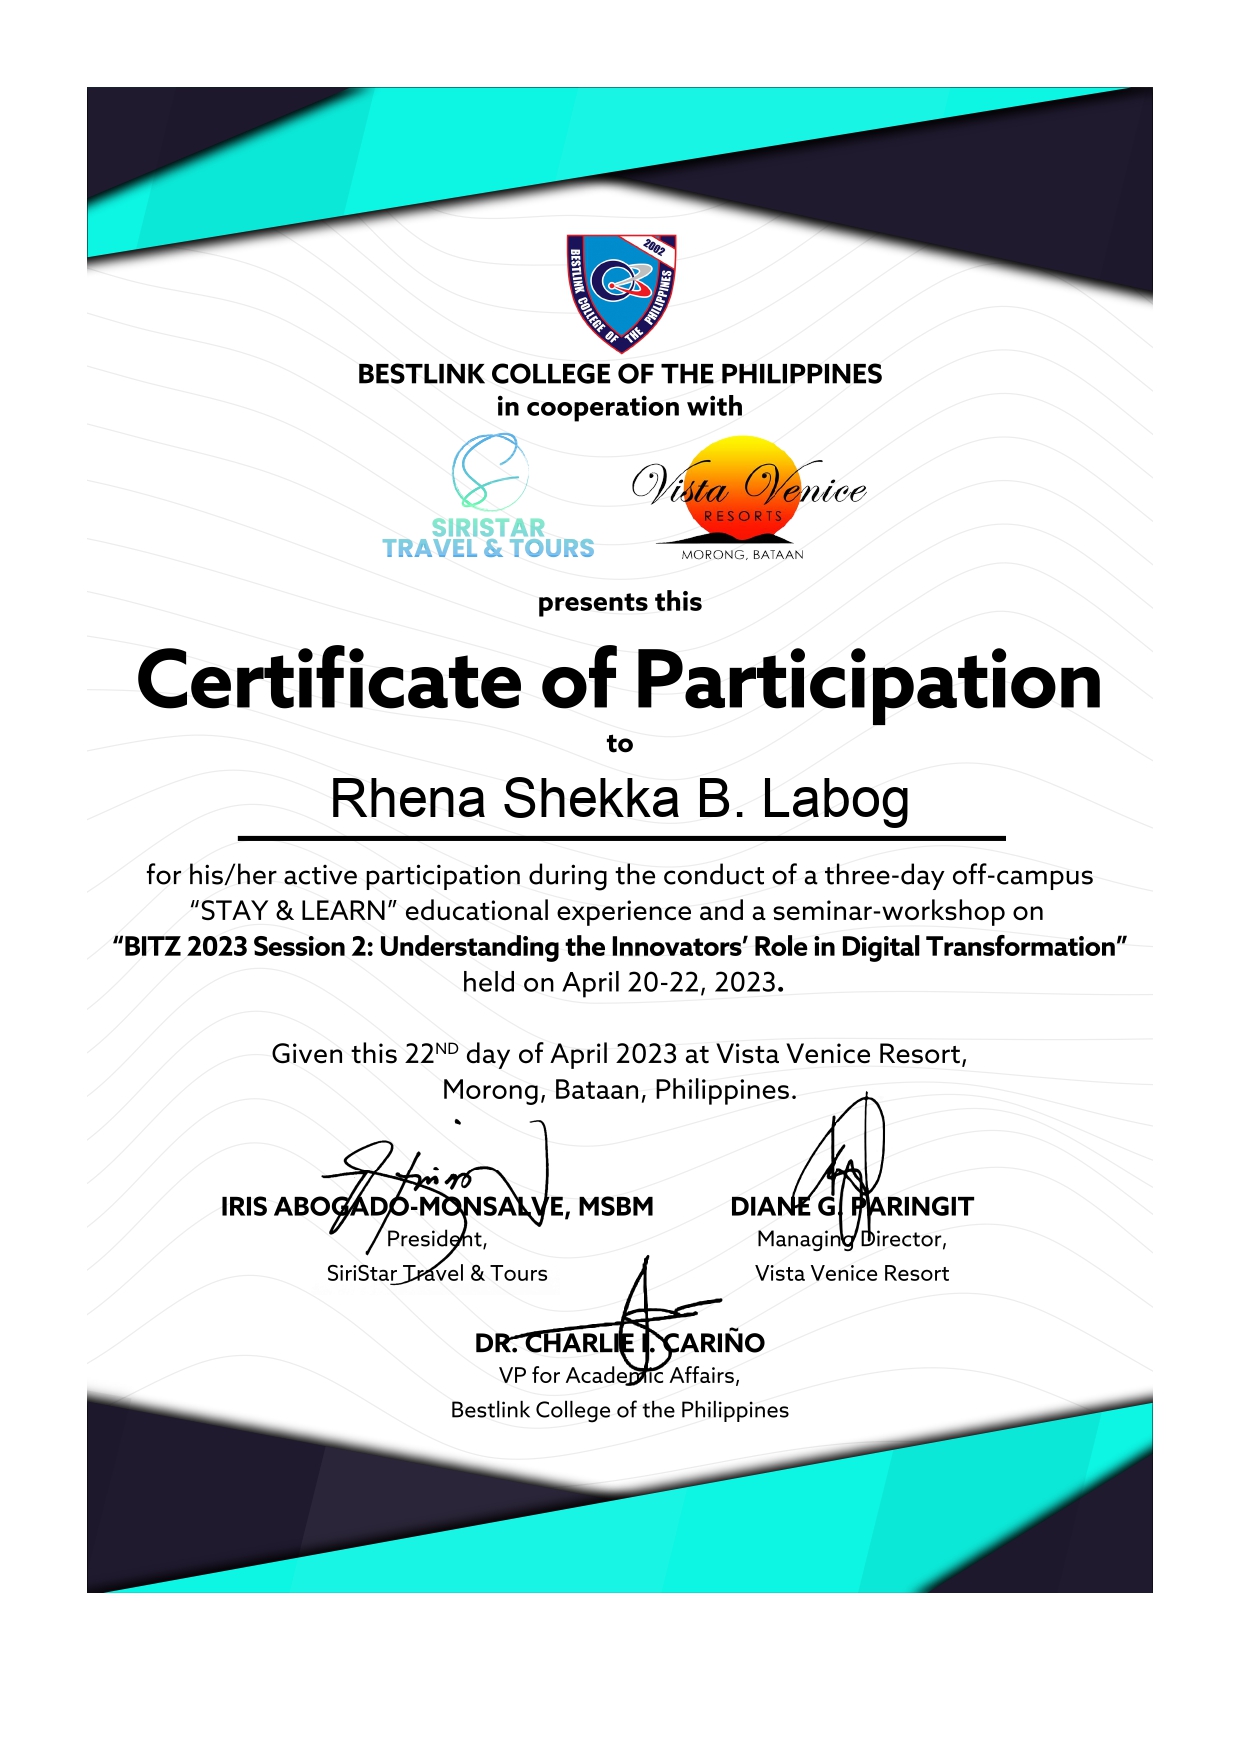 2002
BESTLINK COLLEGE OF THE PHILIPPINES
BESTLINK COLLEGE OF THE PHILIPPINES
in cooperation with
SIRISTAR
TRAVEL & TOURS
Vista Venice
RESORTS
MORONG, BATAAN
presents this
Certificate of Participation
to
Rhena Shekka B. Labog
for his/her active participation during the conduct of a three-day off-campus
“STAY & LEARN” educational experience and a seminar-workshop on
“BITZ 2023 Session 2: Understanding the Innovators’ Role in Digital Transformation”
held on April 20-22, 2023.
Given this 22ND day of April 2023 at Vista Venice Resort,
Morong, Bataan, Philippines.
IRIS ABOGADO-MONSALVE, MSBM
President,
SiriStar Travel & Tours
DIANE G. PARINGIT
Managing Director,
Vista Venice Resort
DR. CHARLIE I. CARIÑO
VP for Academic Affairs,
Bestlink College of the Philippines